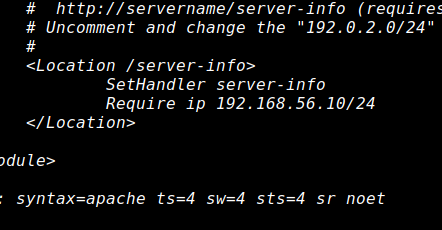 # http://servername/server-info (requires
# Uncomment and change the "192.0.2.0/24"
#
<Location /server-info>
SetHandler server-info
Require ip 192.168.56.10/24
</Location>
odule>
: syntax=apache ts=4 sw=4 sts=4 sr noet